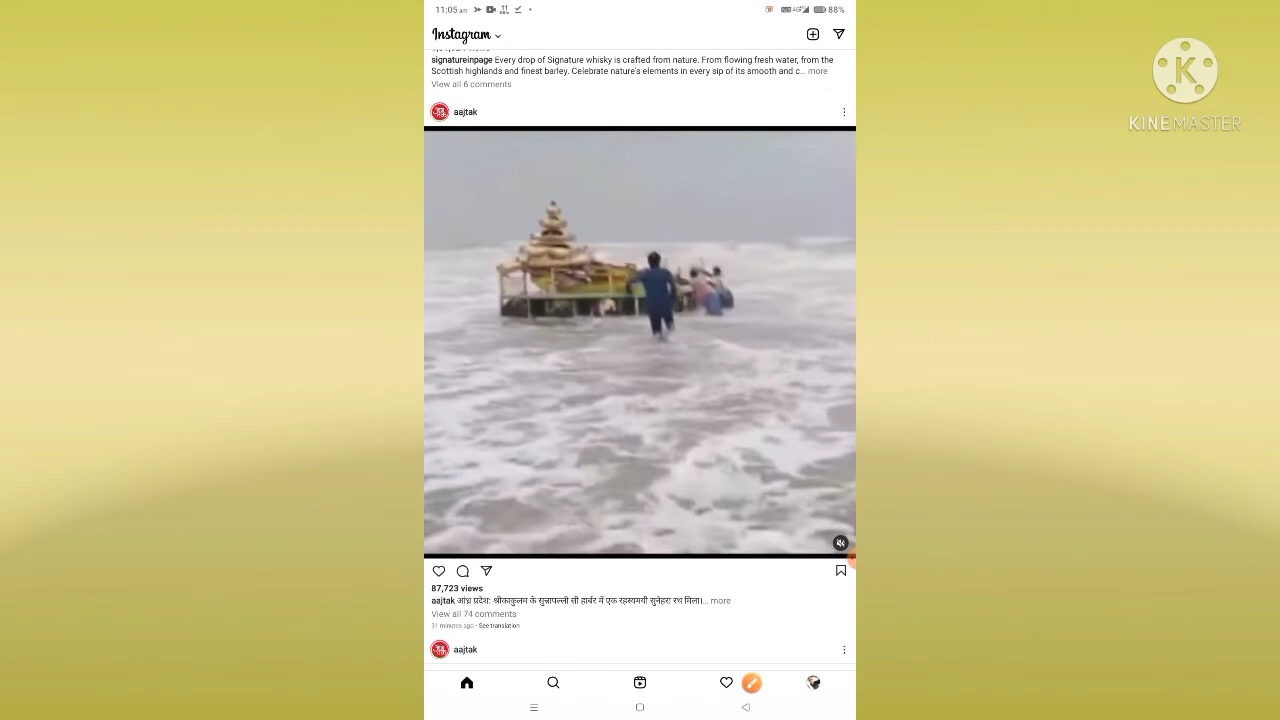 11:05 am
88%
Instagram
signatureinpage Every drop of Signature whisky is crafted from nature. From flowing fresh water, from the
Scottish highlands and finest barley. Celebrate nature's elements in every sip of its smooth and c... more
View all 6 comments
aajtak
K
KINEMASTER
87,723 views
aajtak आंध्र प्रदेश: श्रीकाकुलम के सुन्नापल्ली सी हार्बर में एक रहस्यमयी सुनेहरा रथ मिला।... more
View all 74 comments
31 minutes ago • See translation
aajtak